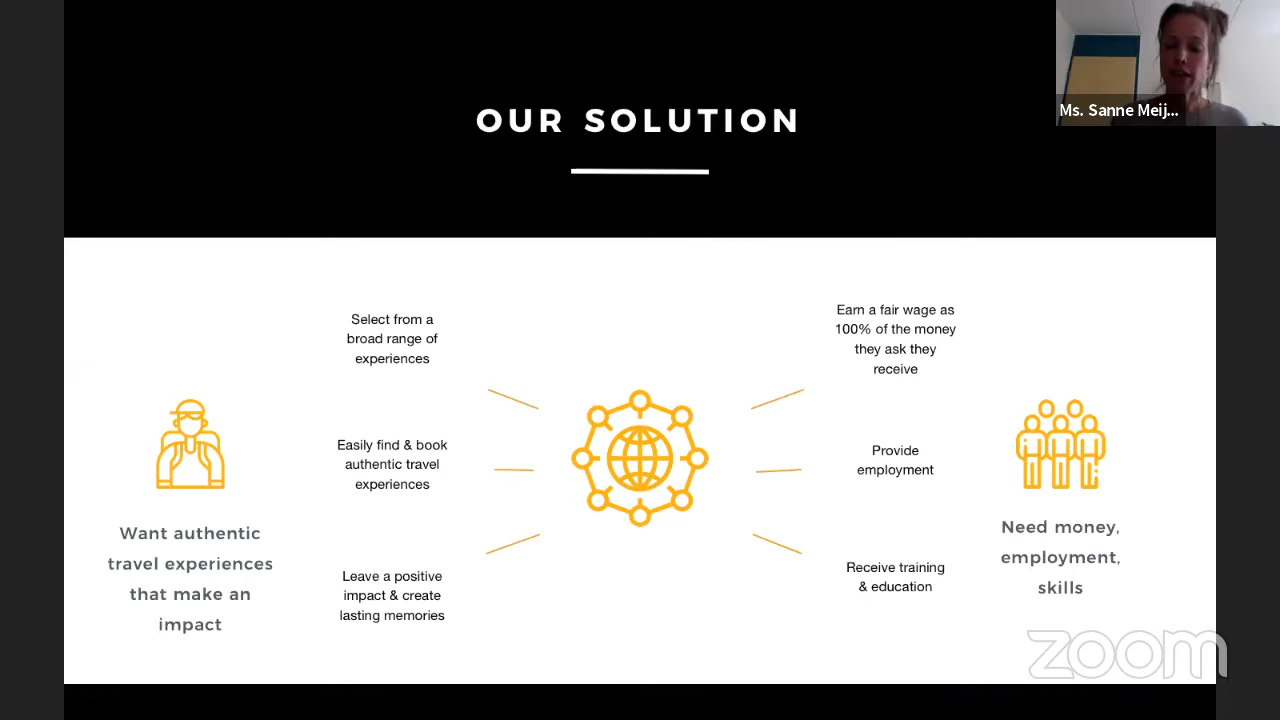 OUR SOLUTION
Ms. Sanne Meij...
Select from a
broad range of
experiences
Easily find & book
authentic travel
experiences
Leave a positive
impact & create
lasting memories
Want authentic
travel experiences
that make an
impact
Earn a fair wage as
100% of the money
they ask they
receive
Provide
employment
Receive training
& education
Need money,
employment,
skills
zoom